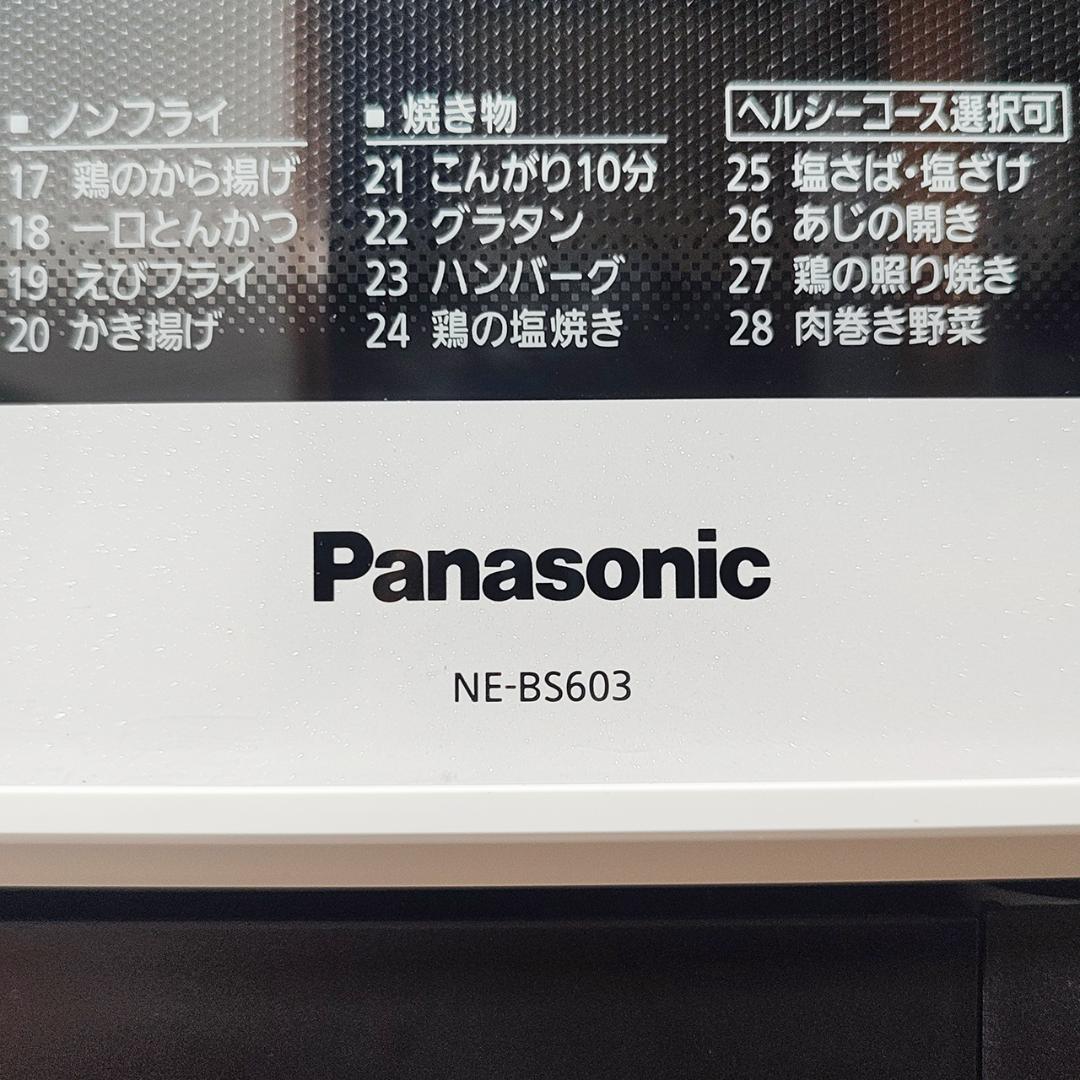 ■ ノンフライ
17 鶏のから揚げ
18 一口とんかつ
19 えびフライ
20 かき揚げ
■ 焼き物
21 こんがり10分
22 グラタン
23 ハンバーグ
24 鶏の塩焼き
ヘルシーコース選択可
25 塩さば・塩ざけ
26 あじの開き
27 鶏の照り焼き
28 肉巻き野菜
Panasonic
NE-BS603